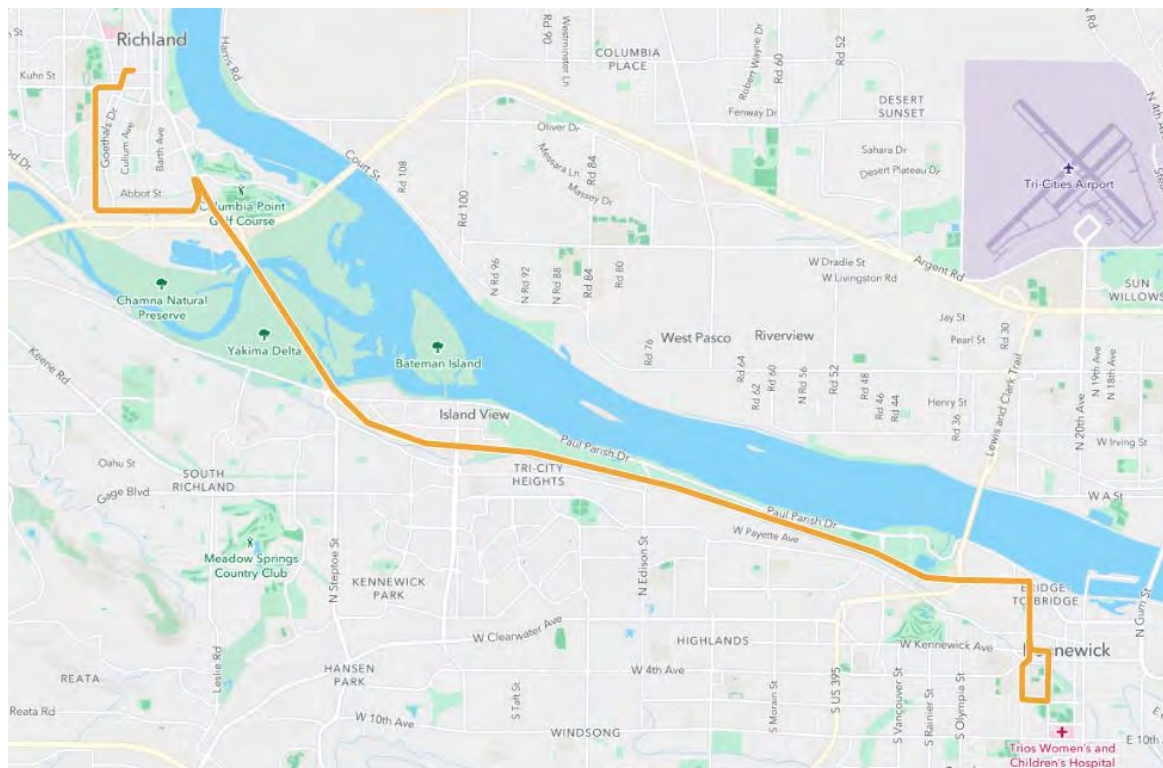 Richland
Kuhn St
Goethals Dr
Cullum Ave
Barth Ave
Abbot St
Harris Rd
Rd 90
Westminster Ln
COLUMBIA
PLACE
Robert Wayne Dr
Rd 60
Rd 52
Fenway Dr
DESERT
SUNSET
Sahara Dr
Desert Plateau Dr
N 4th Ave
Tri-Cities Airport
Columbia Point
Golf Course
Court St
Rd 108
Rd 100
Oliver Dr
Messara Ln
Massey Dr
Rd 84
W Dradie St
W Livingston Rd
Argent Rd
SUN
WILLOWS
N Rd 96
N Rd 92
N Rd 88
Rd 84
Rd 80
Chamna Natural
Preserve
Yakima Delta
Bateman Island
Keene Rd
West Pasco
Riverview
Jay St
Pearl St
Rd 30
Rd 76
Rd 64
Rd 62
Rd 60
N Rd 56
Rd 52
Rd 48
Rd 46
Rd 44
Henry St
Rd 36
Lewis and Clark Trail
N 20th Ave
N 19th Ave
N 18th Ave
W Irving St
Island View
Paul Parish Dr
TRI-CITY
HEIGHTS
Oahu St
SOUTH
RICHLAND
Gage Blvd
W A St
Paul Parish Dr
W Payette Ave
Meadow Springs
Country Club
N Steptoe St
KENNEWICK
PARK
N Edison St
W Clearwater Ave
HIGHLANDS
W Kennewick Ave
BRIDGE-
TO-BRIDGE
N Gum St
Leslie Rd
HANSEN
PARK
W 4th Ave
REATA
Reata Rd
W 10th Ave
S Taft St
WINDSONG
S Morain St
S US 395
S Vancouver St
S Rainier St
S Olympia St
E 10th A
Trios Women's and
Children's Hospital